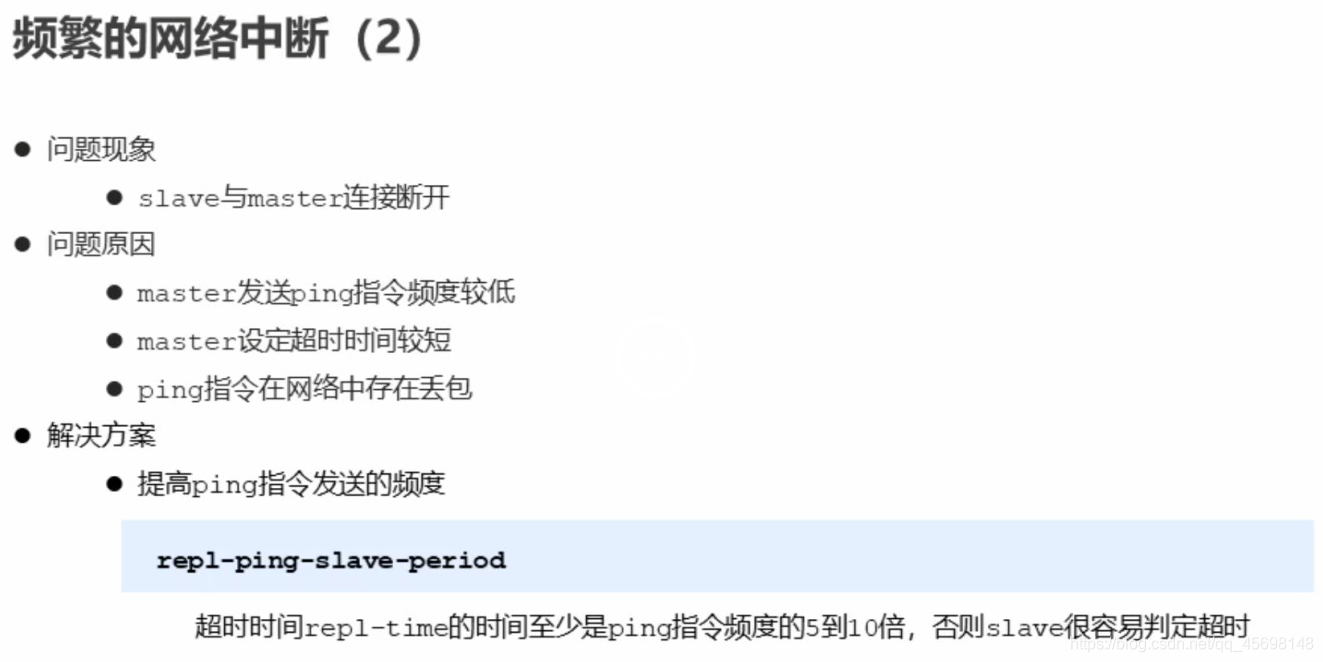 频繁的网络中断（2）
问题现象
slave与master连接断开
问题原因
master发送ping指令频度较低
master设定超时时间较短
ping指令在网络中存在丢包
解决方案
提高ping指令发送的频度
repl-ping-slave-period
超时时间repl-time的时间至少是ping指令频度的5到10倍，否则slave很容易判定超时
https://blog.csdn.net/qq_45698148